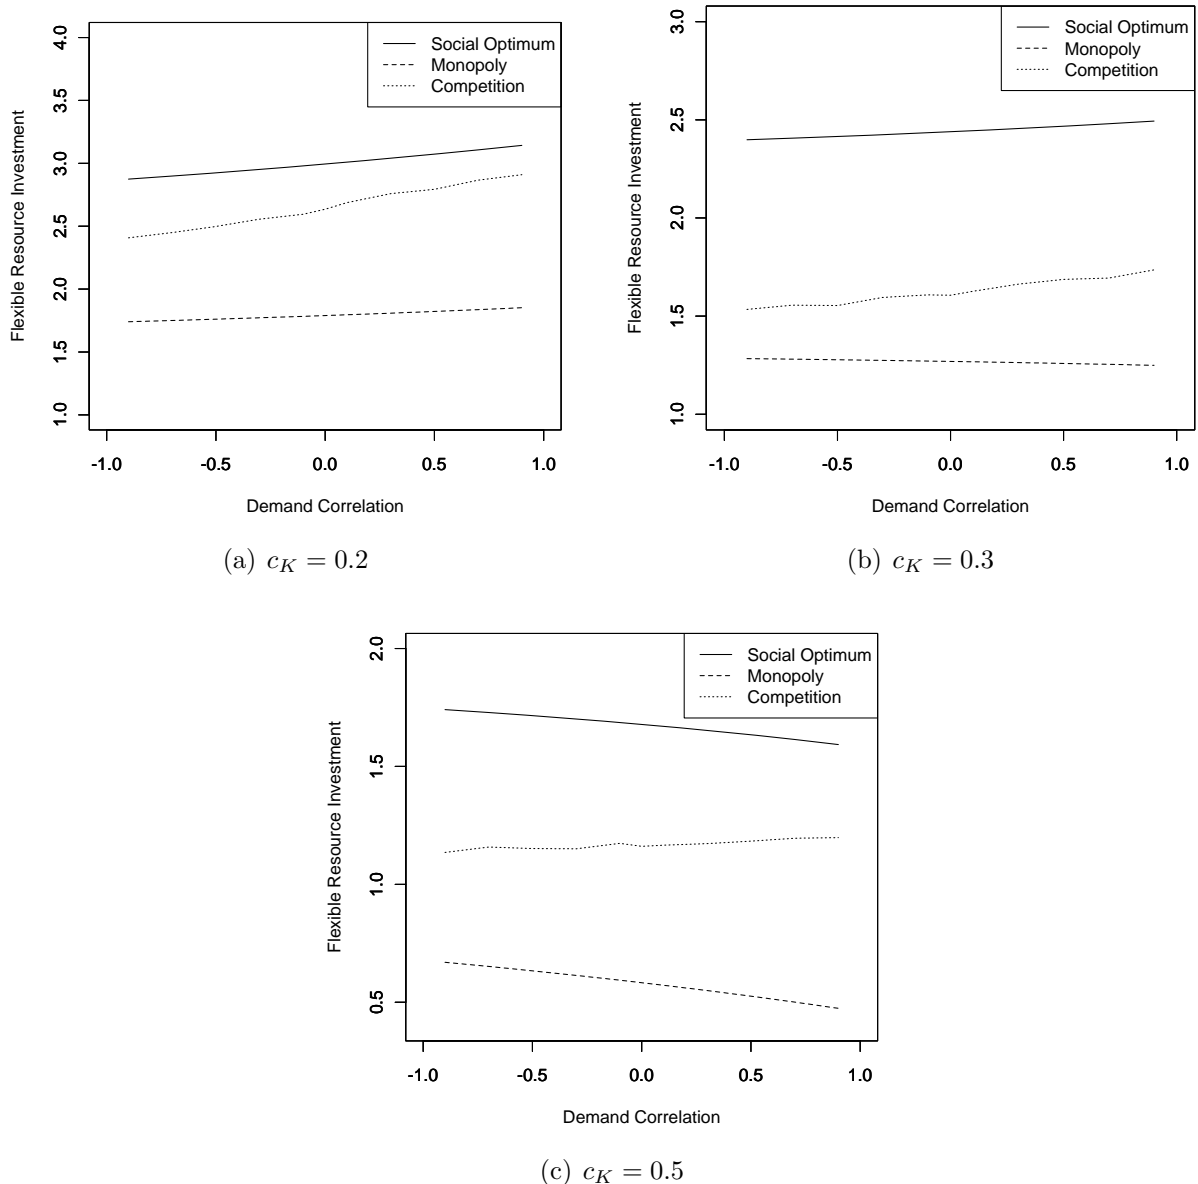 Flexible Resource Investment
4.0
3.5
3.0
2.5
2.0
1.5
1.0
Social Optimum
Monopoly
Competition
-1.0 -0.5 0.0 0.5 1.0
Demand Correlation
(a) c_K = 0.2
Flexible Resource Investment
3.0
2.5
2.0
1.5
1.0
Social Optimum
Monopoly
Competition
-1.0 -0.5 0.0 0.5 1.0
Demand Correlation
(b) c_K = 0.3
Flexible Resource Investment
2.0
1.5
1.0
0.5
Social Optimum
Monopoly
Competition
-1.0 -0.5 0.0 0.5 1.0
Demand Correlation
(c) c_K = 0.5